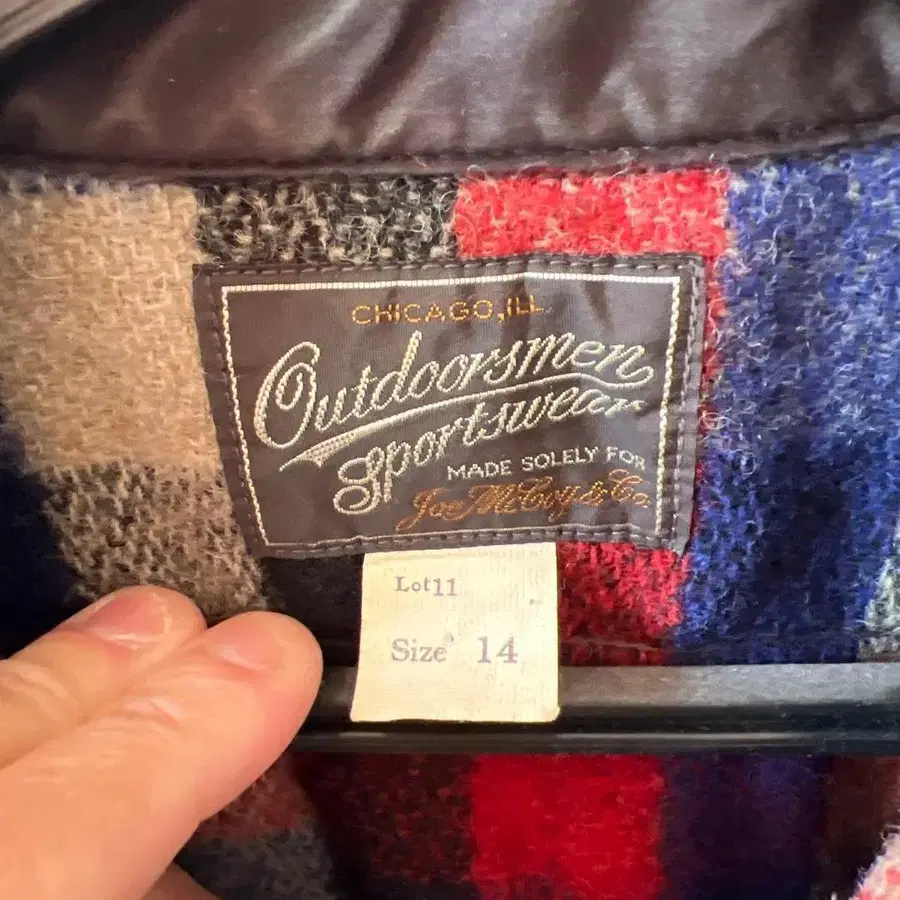 CHICAGO, ILL.
Outdoorsmen
Sportswear
MADE SOLELY FOR
Joe McCoy & Co.
Lot 11
Size 14